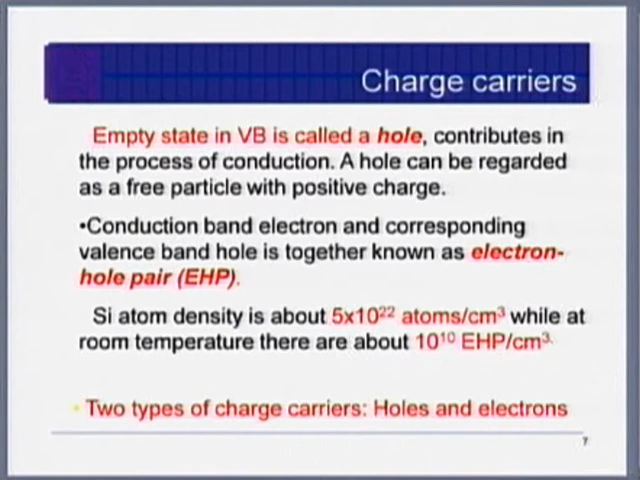 Charge carriers
Empty state in VB is called a hole, contributes in
the process of conduction. A hole can be regarded
as a free particle with positive charge.
•Conduction band electron and corresponding
valence band hole is together known as electron-
hole pair (EHP).
Si atom density is about 5x10²² atoms/cm³ while at
room temperature there are about 10¹⁰ EHP/cm³.
• Two types of charge carriers: Holes and electrons
7